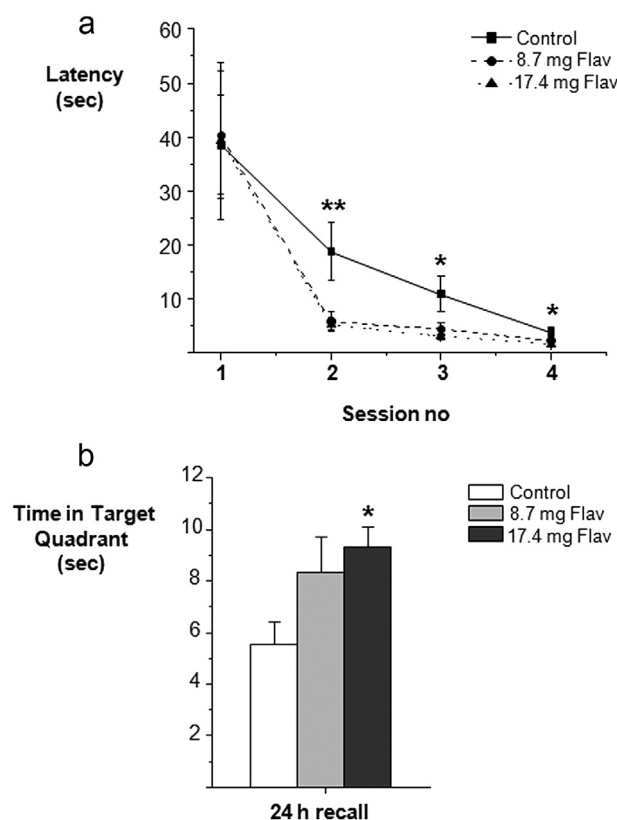 a
60
50
40
30
20
10
Latency
(sec)
Control
8.7 mg Flav
17.4 mg Flav
**
*
*
1 2 3 4
Session no
b
12
10
8
6
4
2
Time in Target
Quadrant
(sec)
Control
8.7 mg Flav
17.4 mg Flav
*
24 h recall